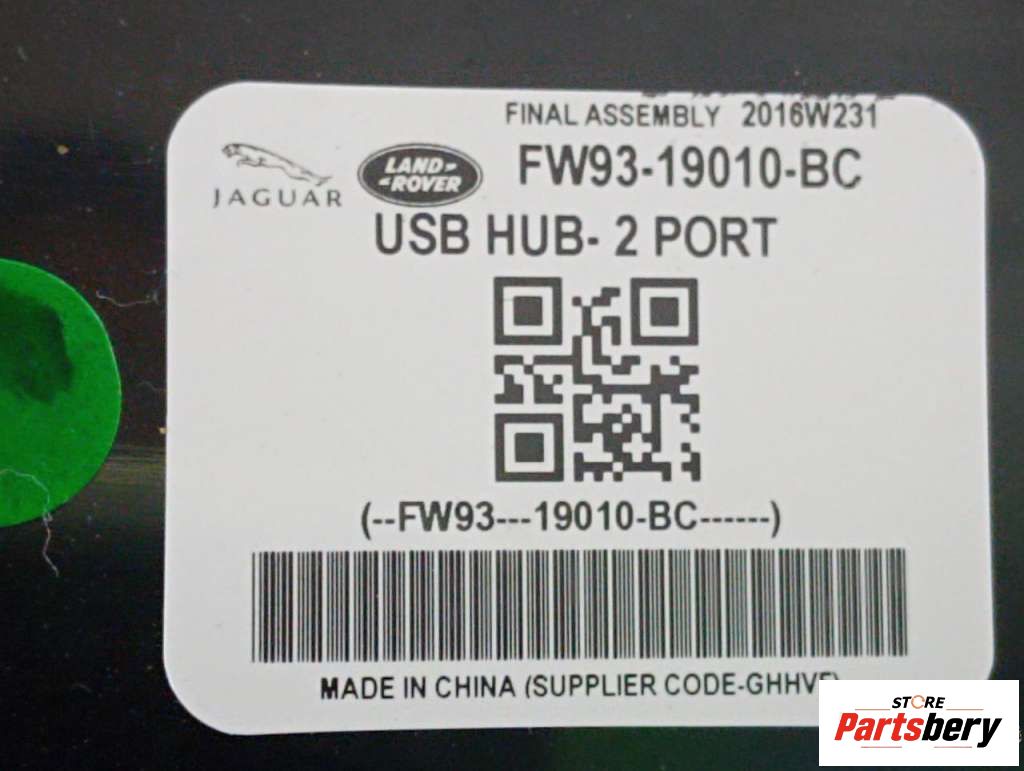 FINAL ASSEMBLY 2016W231
JAGUAR
LAND-
-ROVER
FW93-19010-BC
USB HUB- 2 PORT
(--FW93---19010-BC------)
MADE IN CHINA (SUPPLIER CODE-GHHVF)
STORE
Partsbery